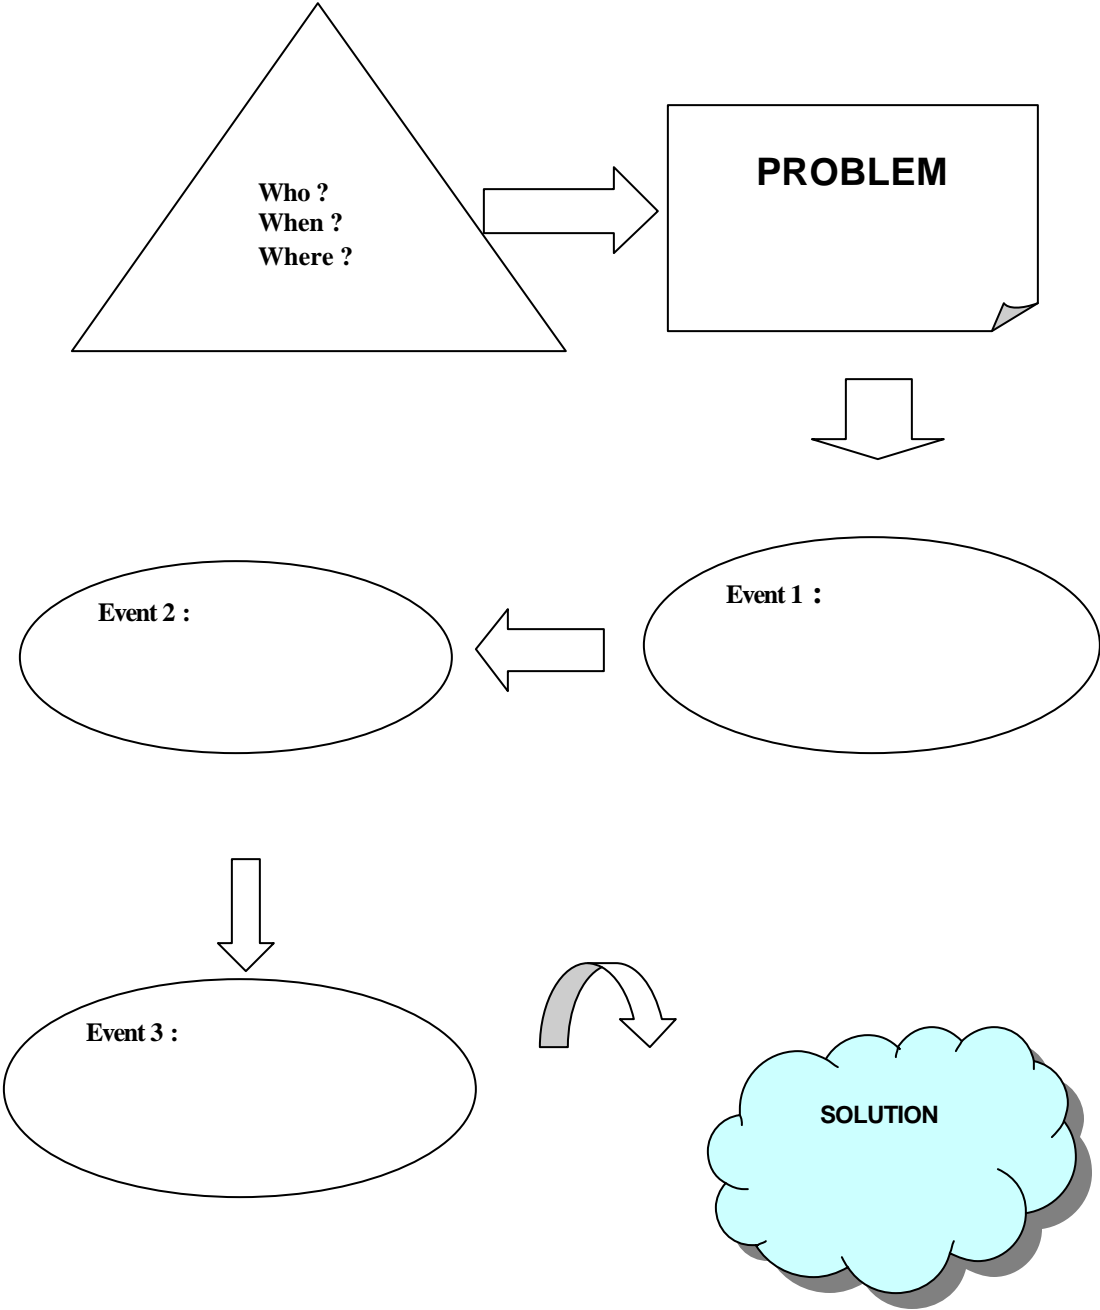 Who ?
When ?
Where ?
PROBLEM
Event 1 :
Event 2 :
Event 3 :
SOLUTION